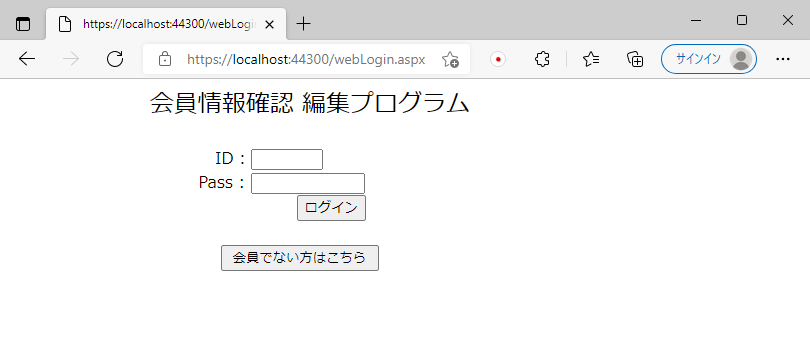 https://localhost:44300/webLogin
https://localhost:44300/webLogin.aspx
サインイン
会員情報確認 編集プログラム
ID :
Pass :
ログイン
会員でない方はこちら